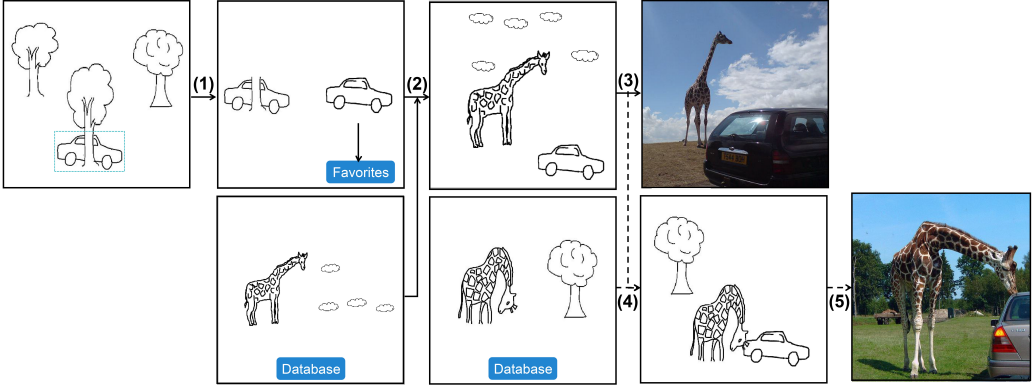 (1)
(2)
(3)
Favorites
Database
Database
(4)
(5)